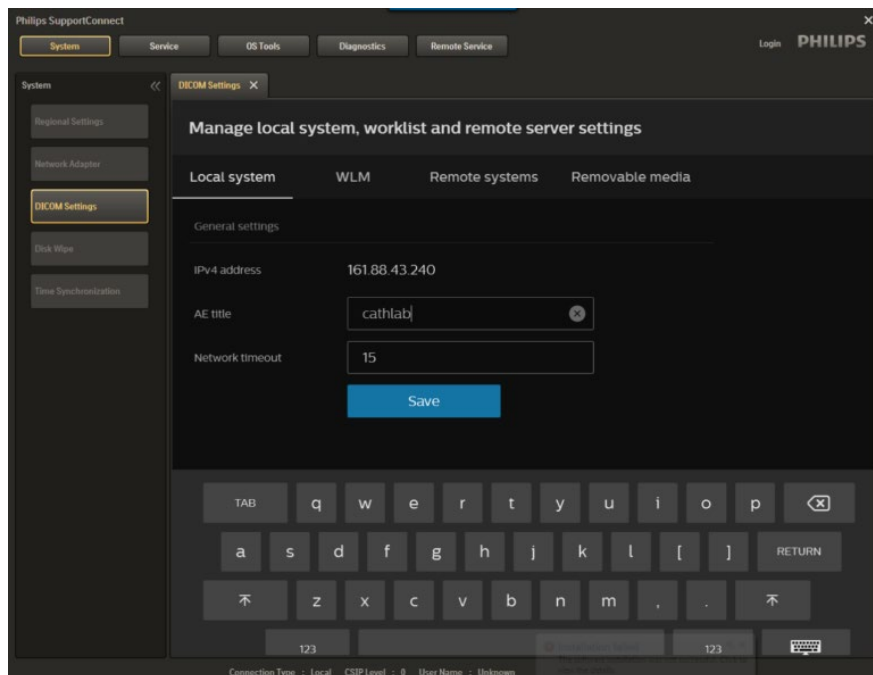 Philips SupportConnect
System Service OS Tools Diagnostics Remote Service Login PHILIPS
System
DICOM Settings
Regional Settings
Network Adapter
DICOM Settings
Disk Wipe
Time Synchronization
Manage local system, worklist and remote server settings
Local system WLM Remote systems Removable media
General settings
IPv4 address 161.88.43.240
AE title cathlab
Network timeout 15
Save
TAB q w e r t y u i o p
a s d f g h j k l [ ] RETURN
z x c v b n m , .
123 123
Installation failed
Connection Type : Local CSIP Level : 0 User Name : Unknown